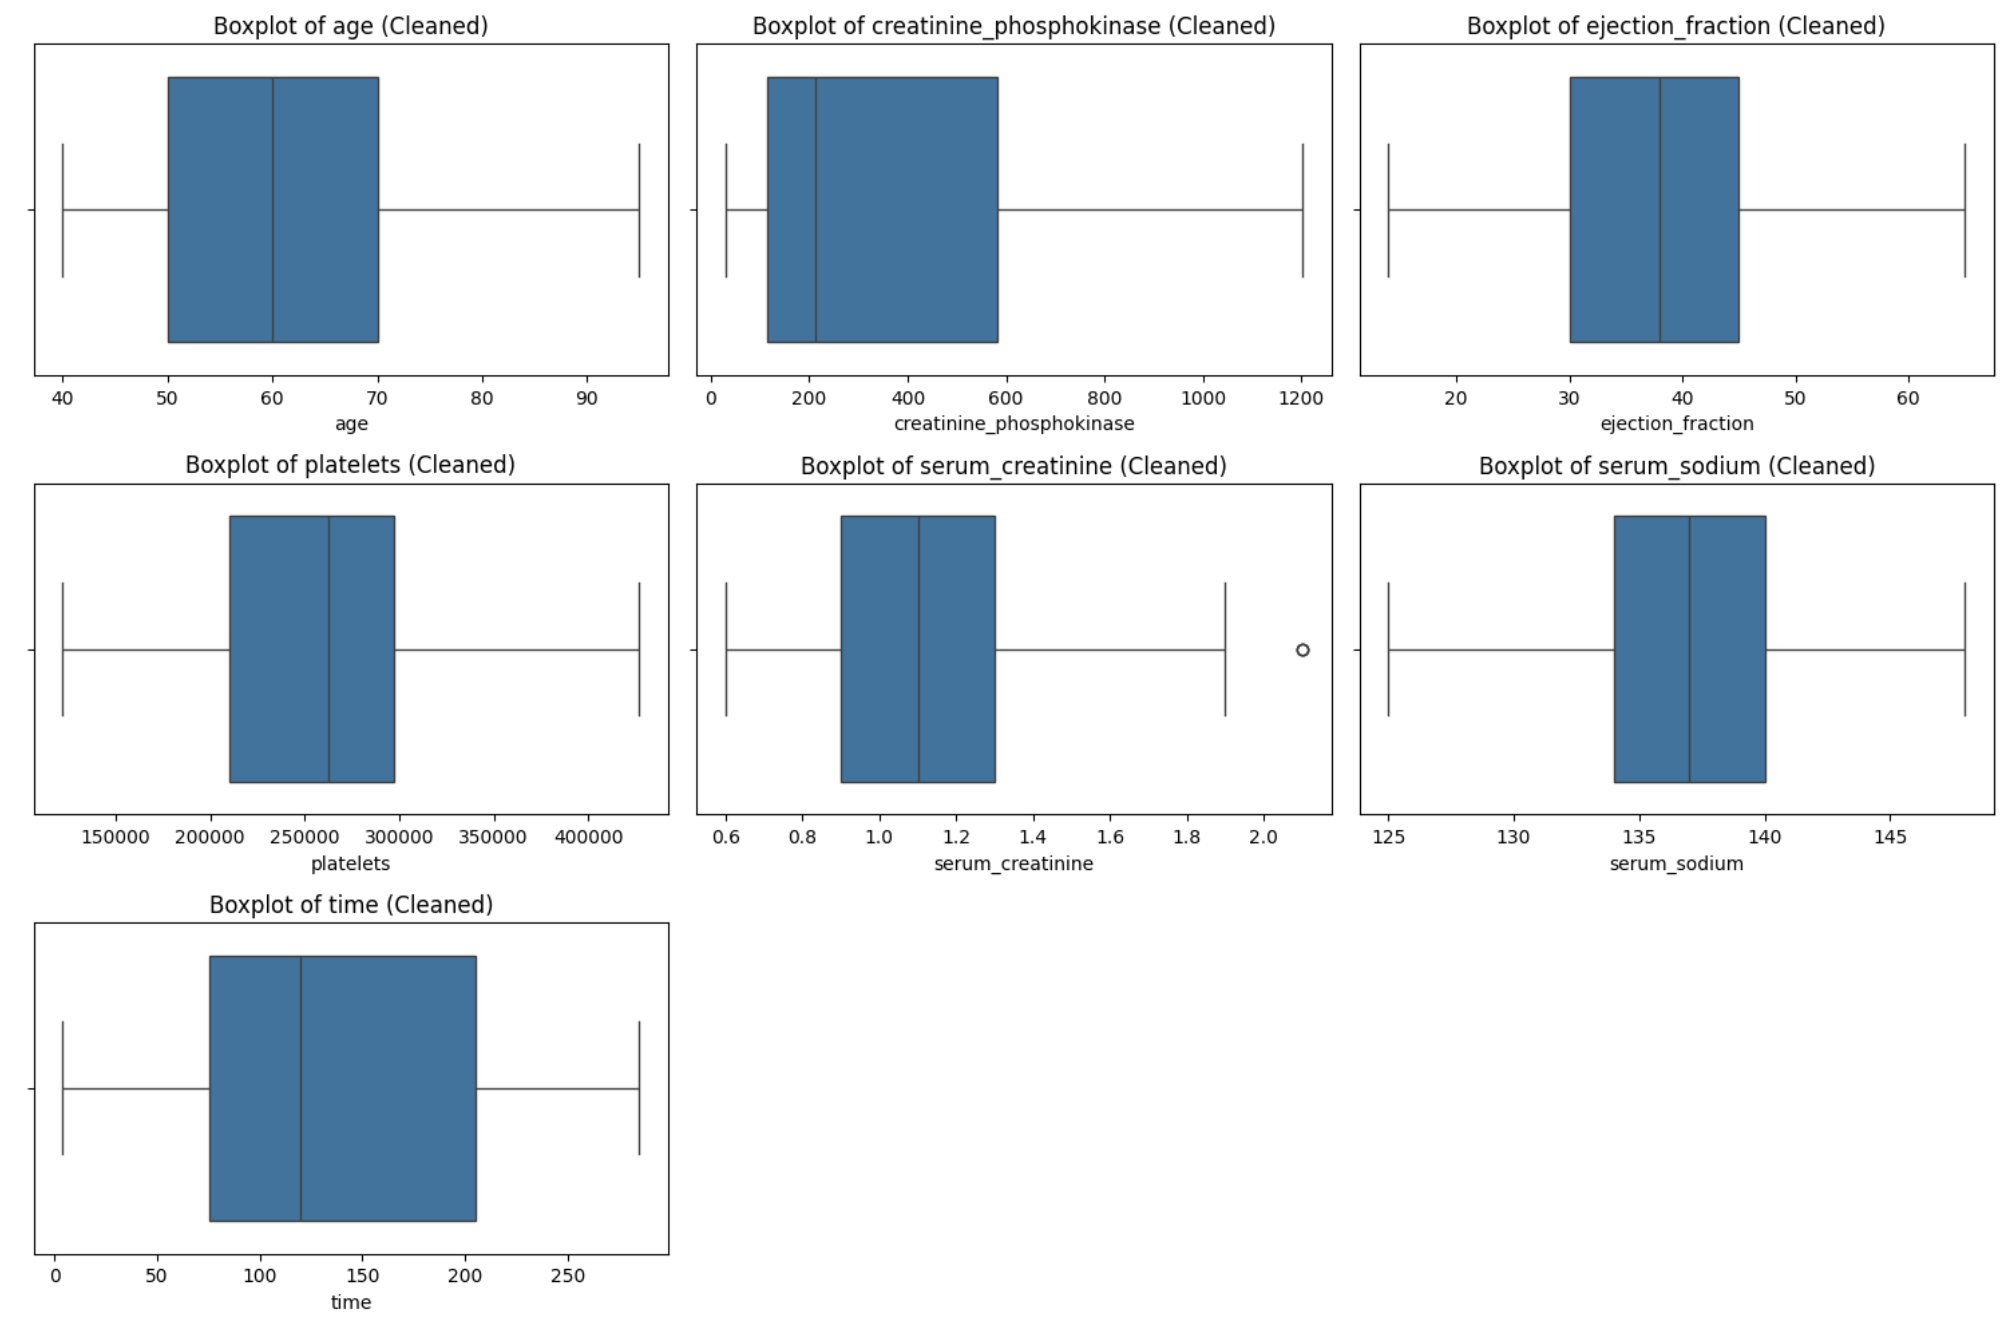 Boxplot of age (Cleaned)
40 50 60 70 80 90
age
Boxplot of creatinine_phosphokinase (Cleaned)
0 200 400 600 800 1000 1200
creatinine_phosphokinase
Boxplot of ejection_fraction (Cleaned)
20 30 40 50 60
ejection_fraction
Boxplot of platelets (Cleaned)
150000 200000 250000 300000 350000 400000
platelets
Boxplot of serum_creatinine (Cleaned)
0.6 0.8 1.0 1.2 1.4 1.6 1.8 2.0
serum_creatinine
Boxplot of serum_sodium (Cleaned)
125 130 135 140 145
serum_sodium
Boxplot of time (Cleaned)
0 50 100 150 200 250
time